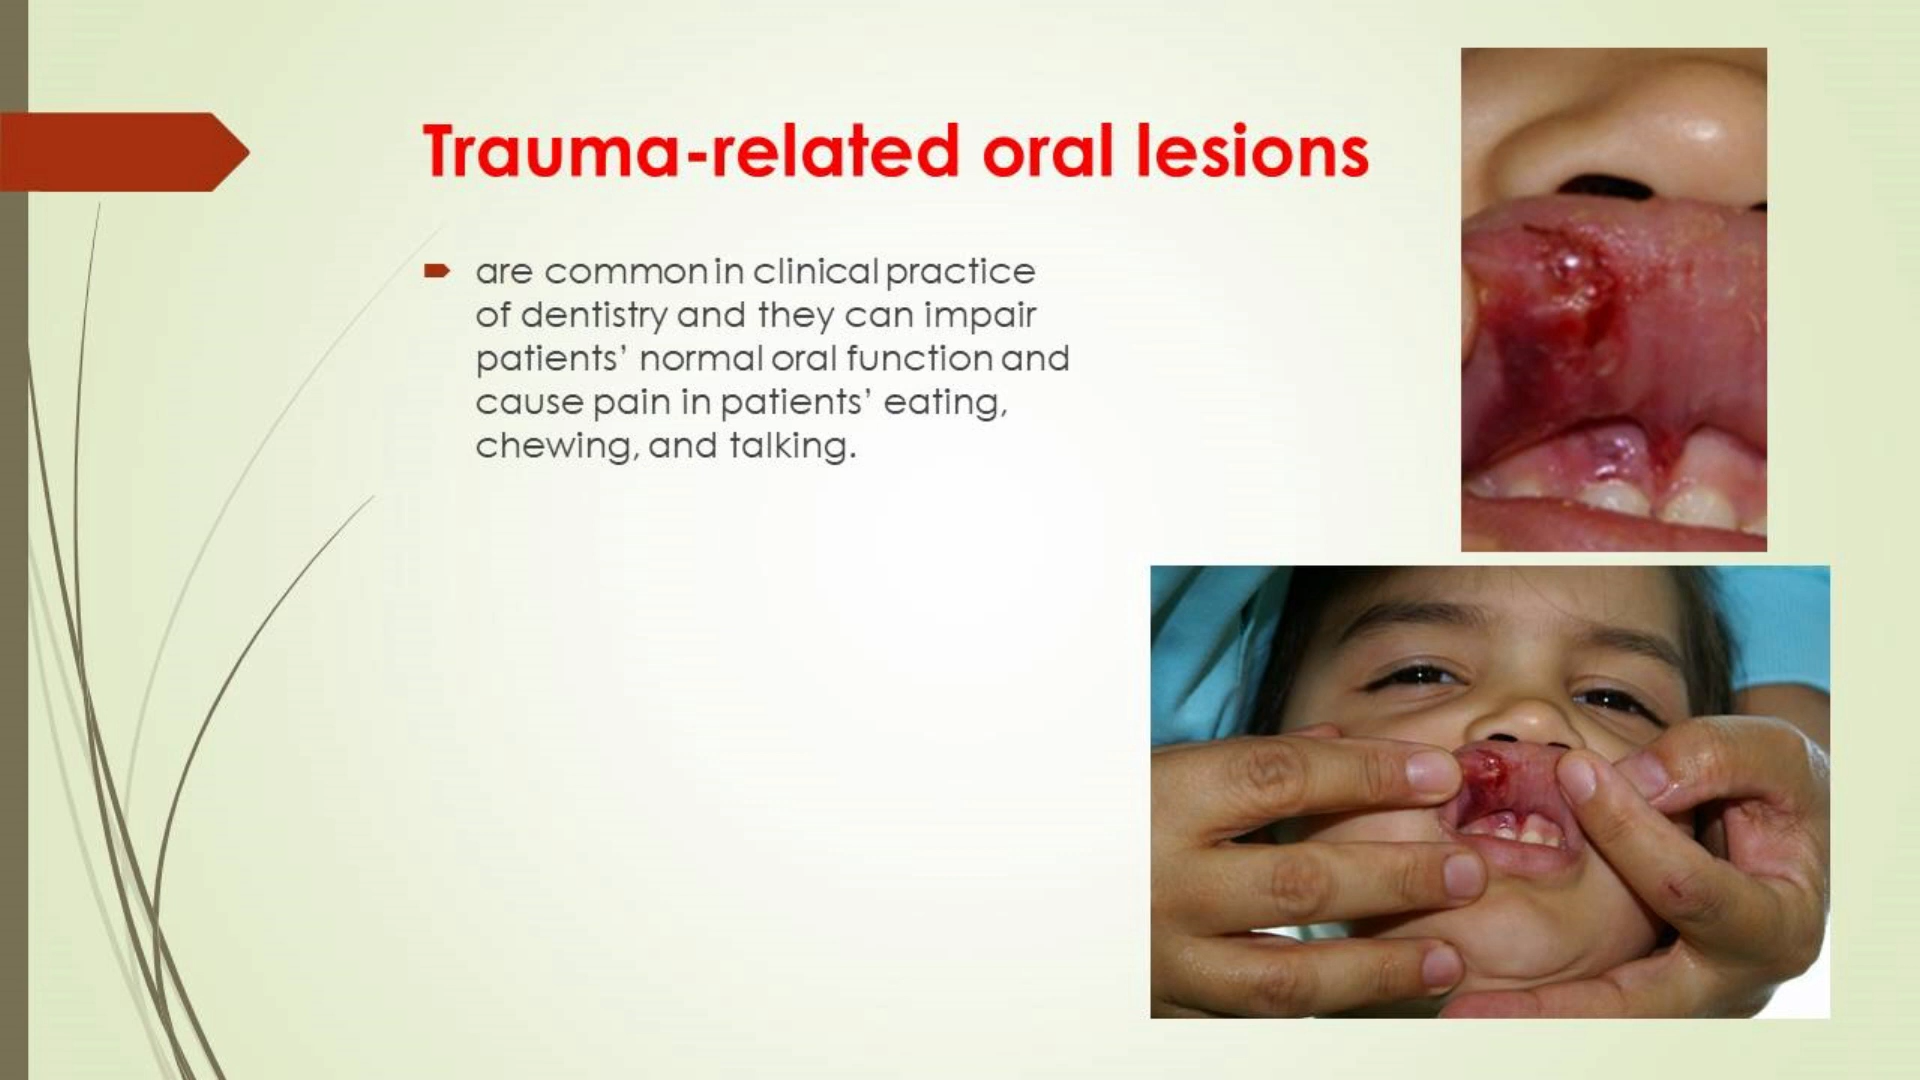 Trauma-related oral lesions
are common in clinical practice
of dentistry and they can impair
patients’ normal oral function and
cause pain in patients’ eating,
chewing, and talking.